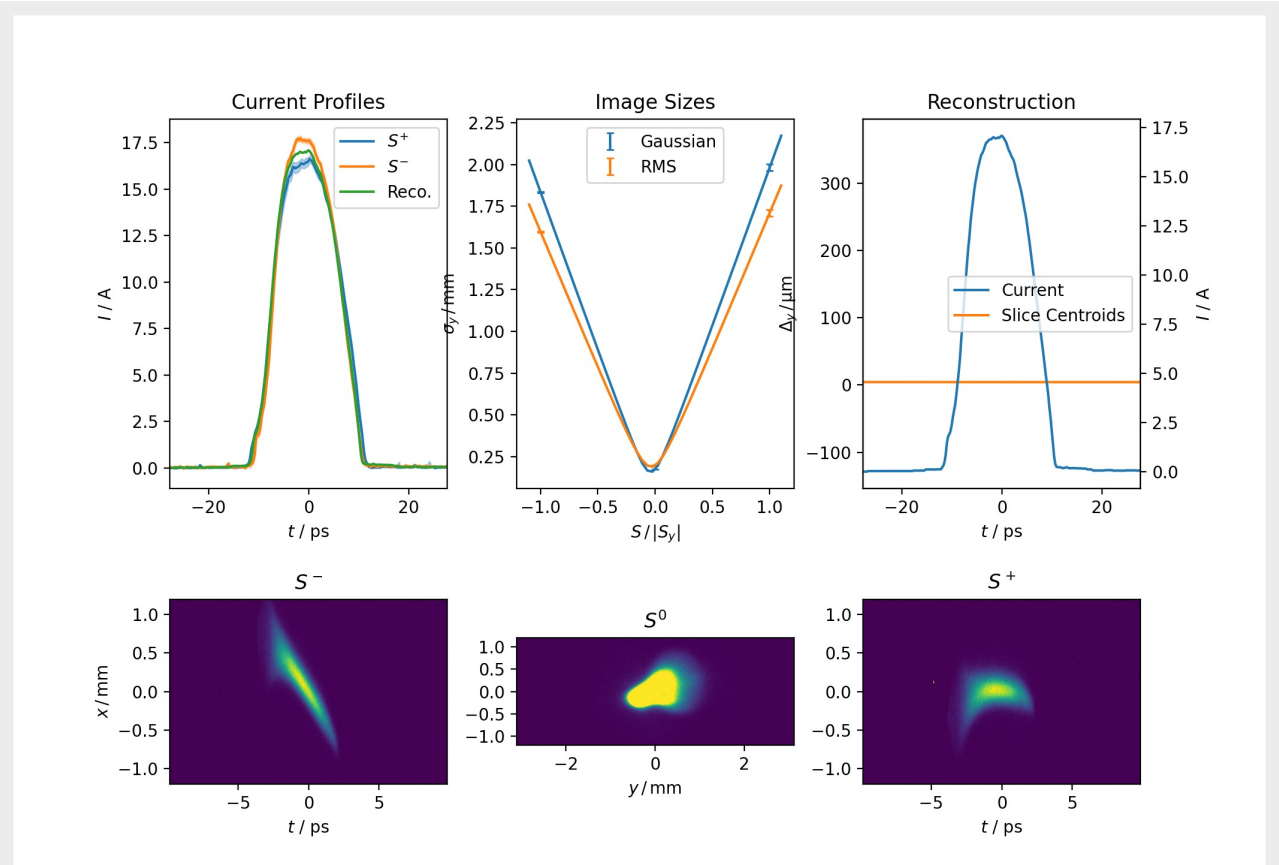 Current Profiles
I / A
17.5
15.0
12.5
10.0
7.5
5.0
2.5
0.0
S⁺
S⁻
Reco.
−20 0 20
t / ps
Image Sizes
σy / mm
2.25
2.00
1.75
1.50
1.25
1.00
0.75
0.50
0.25
Gaussian
RMS
−1.0 −0.5 0.0 0.5 1.0
S / |Sy|
Reconstruction
Δy / μm
300
200
100
0
−100
Current
Slice Centroids
17.5
15.0
12.5
10.0
7.5
5.0
2.5
0.0
I / A
−20 0 20
t / ps
S⁻
x / mm
1.0
0.5
0.0
−0.5
−1.0
−5 0 5
t / ps
S⁰
1.0
0.5
0.0
−0.5
−1.0
−2 0 2
y / mm
S⁺
1.0
0.5
0.0
−0.5
−1.0
−5 0 5
t / ps